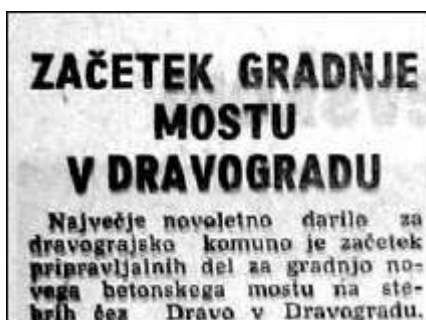 ZAČETEK GRADNJE
MOSTU
V DRAVOGRADU
Največje novoletno darilo za
dravograjsko komuno je začetek
pripravljalnih del za gradnjo no-
vega betonskega mostu na ste-
brih čez Dravo v Dravogradu.